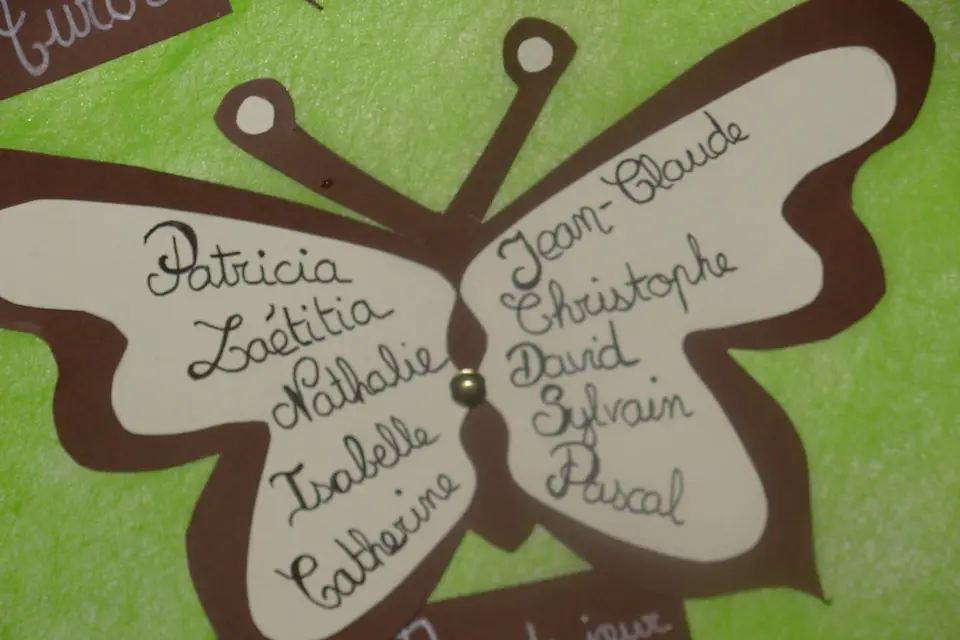 Patricia
Laétitia
Nathalie
Isabelle
Catherine
Jean-Claude
Christophe
David
Sylvain
Pascal